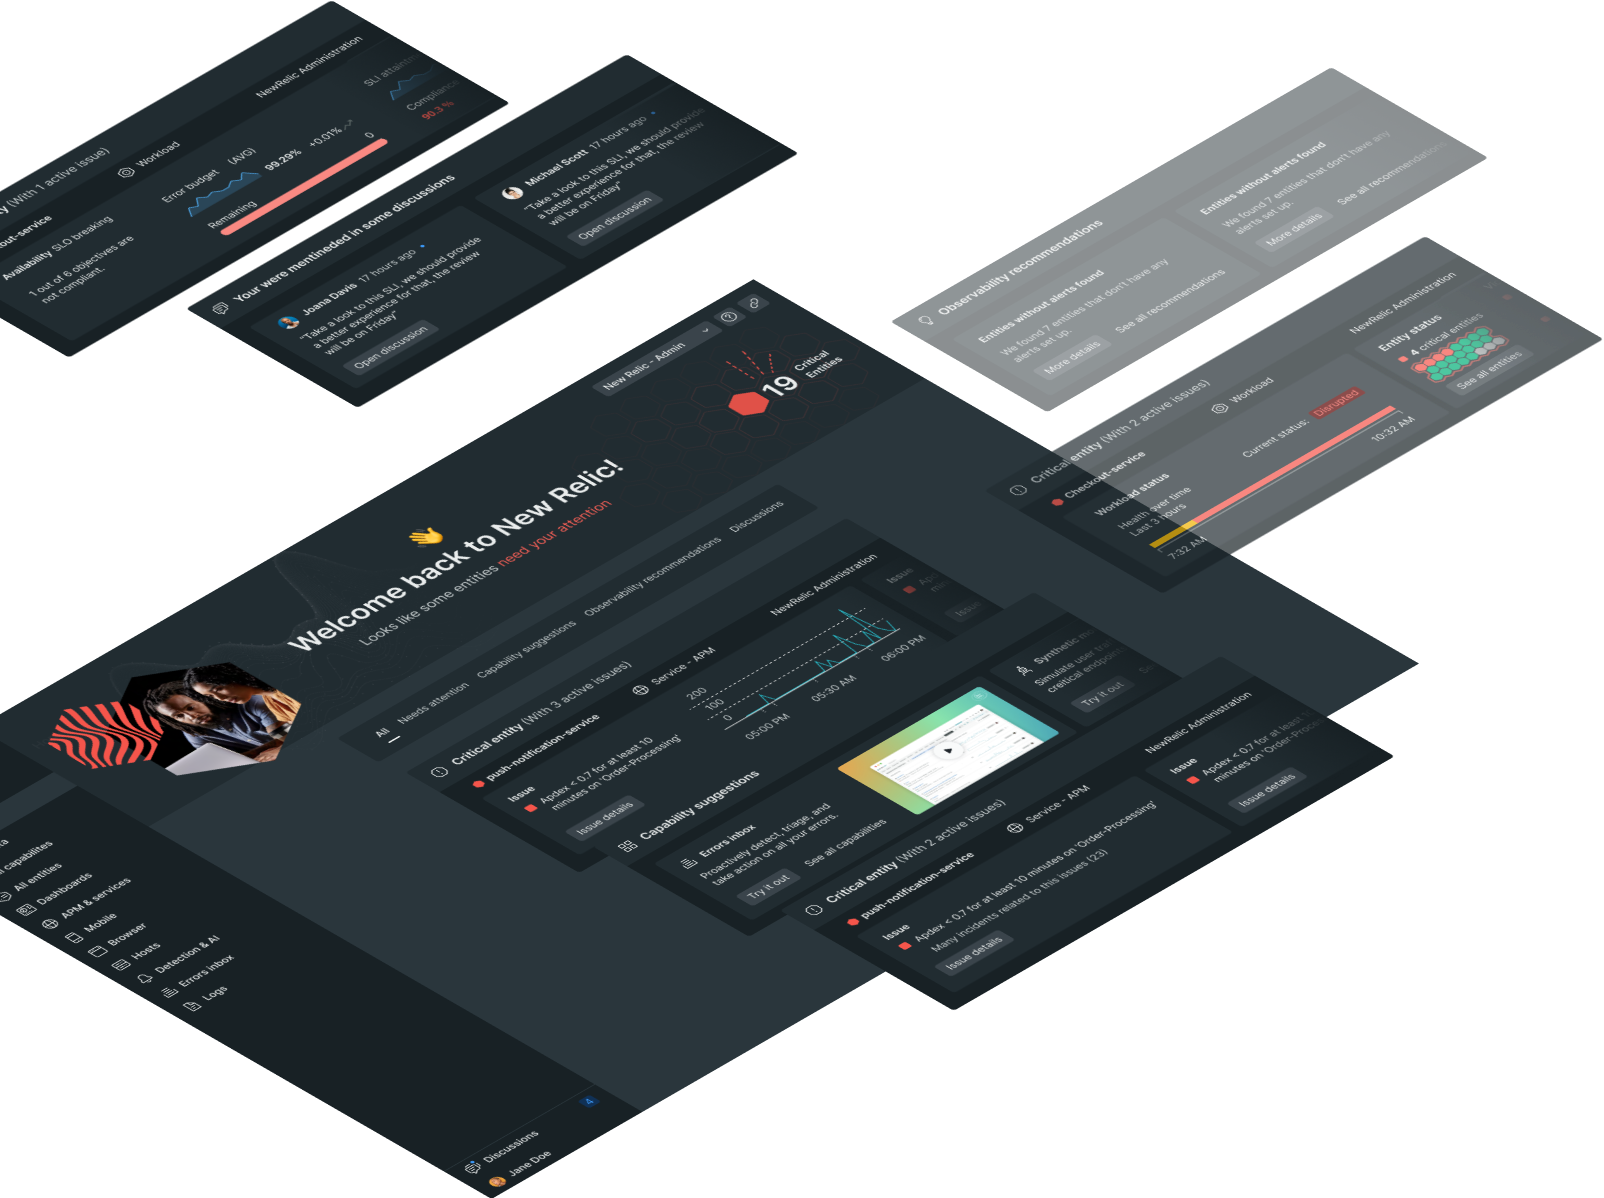 (With 1 active issue)
Workload
NewRelic Administration
out-service
Availability SLO breaking
1 out of 6 objectives are
not compliant.
Error budget (AVG)
99.29% +0.01%
Remaining
0
SLI
90.3 %
Your were mentineded in some discussions
Joana Davis 17 hours ago
"Take a look to this SLI, we should provide
a better experience for that, the review
will be on Friday"
Open discussion
Michael Scott 17 hours ago
"Take a look to this SLI, we should provide
a better experience for that, the review
will be on Friday"
Open discussion
Observability recommendations
Entities without alerts found
We found 7 entities that don't have any
alerts set up.
More details
See all recommendations
Entities without alerts found
We found 7 entities that don't have any
alerts set up.
More details
See all recommendations
Critical entity (With 2 active issues)
Checkout-service
Workload
NewRelic Administration
Workload status
Health over time
Last 3 hours
Current status: Disrupted
7:32 AM
10:32 AM
Entity status
4 critical entities
See all entities
New Relic - Admin
19
Critical
Entities
👋
Welcome back to New Relic!
Looks like some entities need your attention
All
Needs attention
Capability suggestions
Observability recommendations
Discussions
Critical entity (With 3 active issues)
push-notification-service
Service - APM
NewRelic Administration
Issue
Apdex < 0.7 for at least 10
minutes on 'Order-Processing'
Issue details
200
100
0
05:00 PM
05:30 AM
06:00 PM
Issue
Issue
Capability suggestions
Errors inbox
Proactively detect, triage, and
take action on all your errors.
Try it out
See all capabilities
Synthetic
Simulate user
creitical
Try it out
Critical entity (With 2 active issues)
push-notification-service
Service - APM
NewRelic Administration
Issue
Apdex < 0.7 for at least 10 minutes on 'Order-Processing'
Many incidents related to this issues (23)
Issue details
Issue
Apdex < 0.7 for at least
minutes on 'Order-Processing'
Issue details
capabilites
All entities
Dashboards
APM & services
Mobile
Browser
Hosts
Detection & AI
Errors inbox
Logs
Discussions
4
Jane Doe